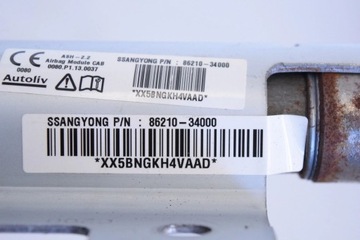 CE
0080
ASW - 2.2
Airbag Module CAB
0080.P1.13.0037
Autoliv
SSANGYONG P/N : 86210-34000
*XX5BNGKH4VAAD*
SSANGYONG P/N : 86210-34000
*XX5BNGKH4VAAD*